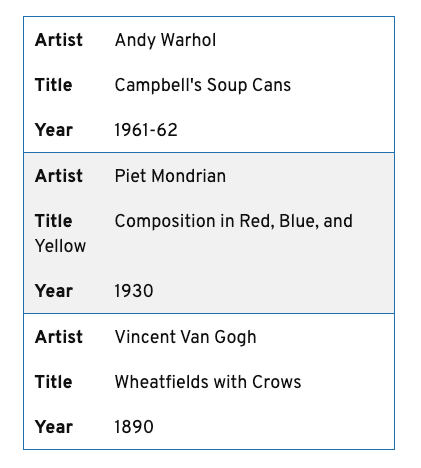 Artist Andy Warhol
Title Campbell's Soup Cans
Year 1961-62
Artist Piet Mondrian
Title Composition in Red, Blue, and
Yellow
Year 1930
Artist Vincent Van Gogh
Title Wheatfields with Crows
Year 1890